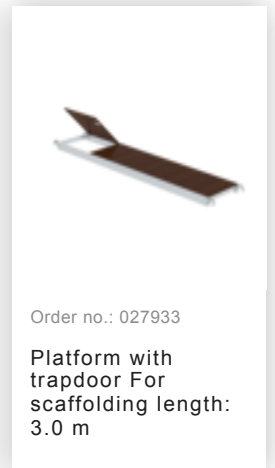 Order no.: 027933
Platform with
trapdoor For
scaffolding length:
3.0 m